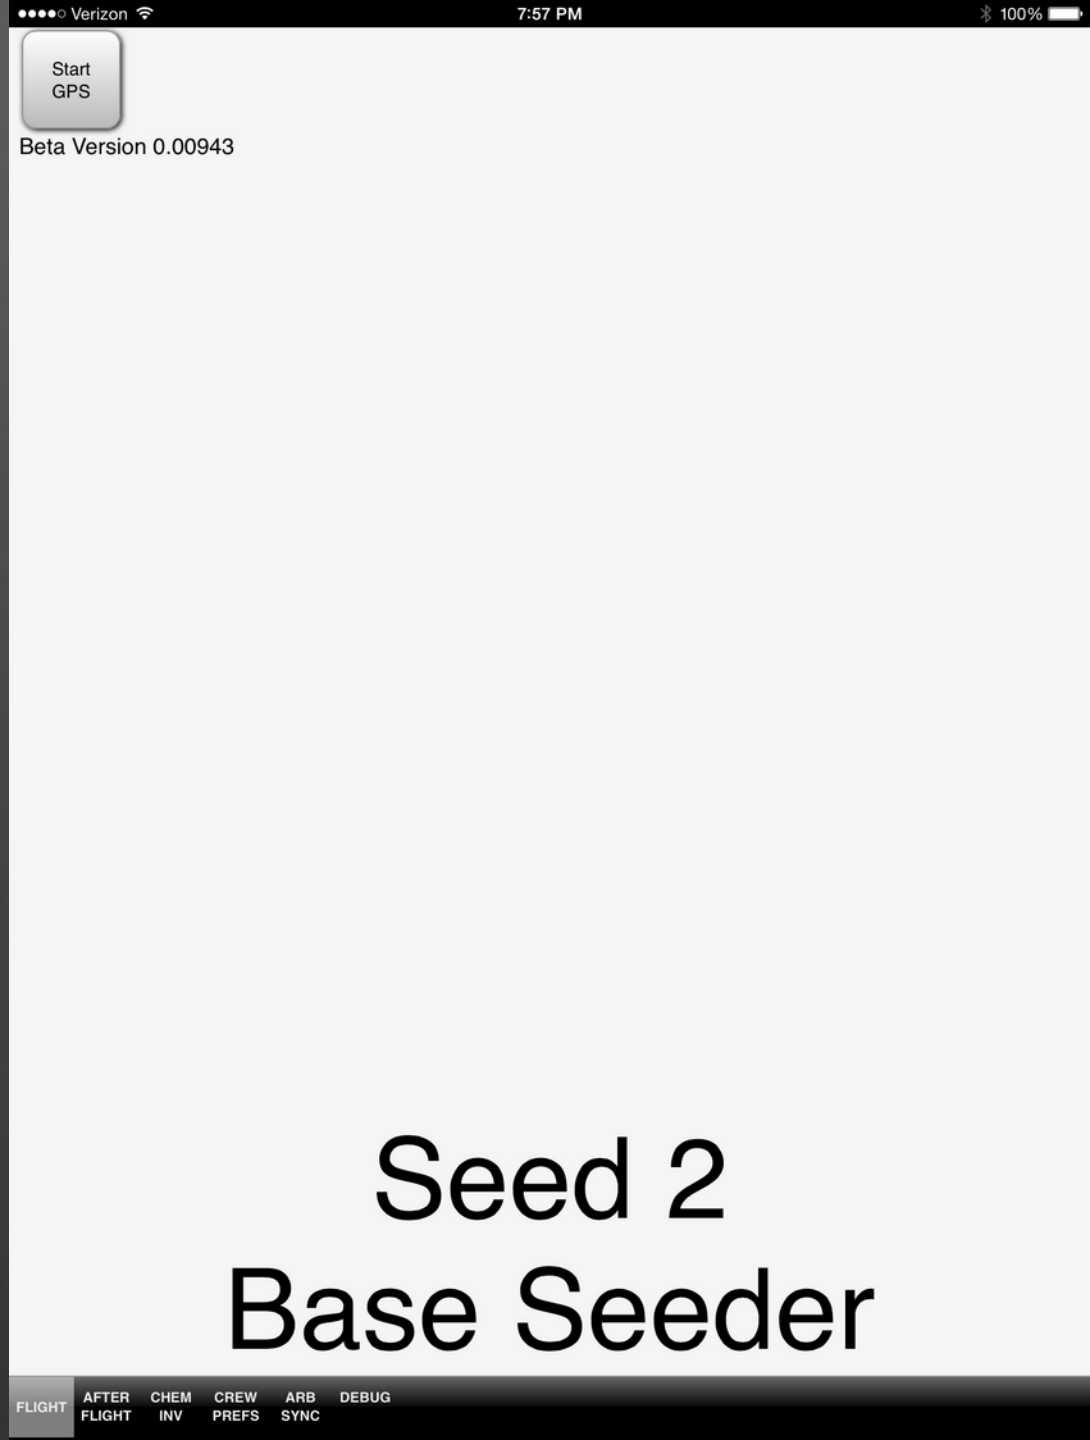 Verizon 7:57 PM 100%
Start
GPS
Beta Version 0.00943
Seed 2
Base Seeder
FLIGHT
AFTER
FLIGHT
CHEM
INV
CREW
PREFS
ARB
SYNC
DEBUG